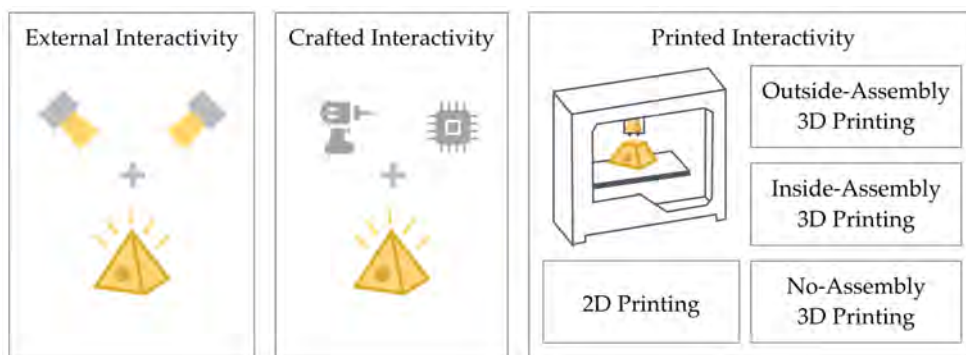 External Interactivity
Crafted Interactivity
Printed Interactivity
Outside-Assembly
3D Printing
Inside-Assembly
3D Printing
2D Printing
No-Assembly
3D Printing